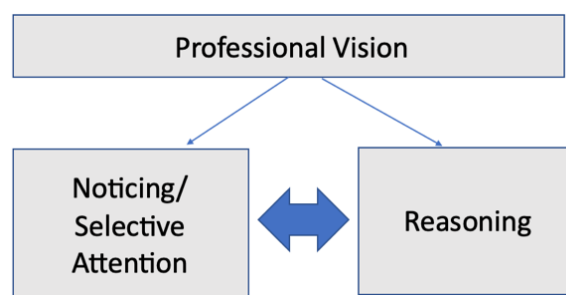 Professional Vision
Noticing/
Selective
Attention
Reasoning